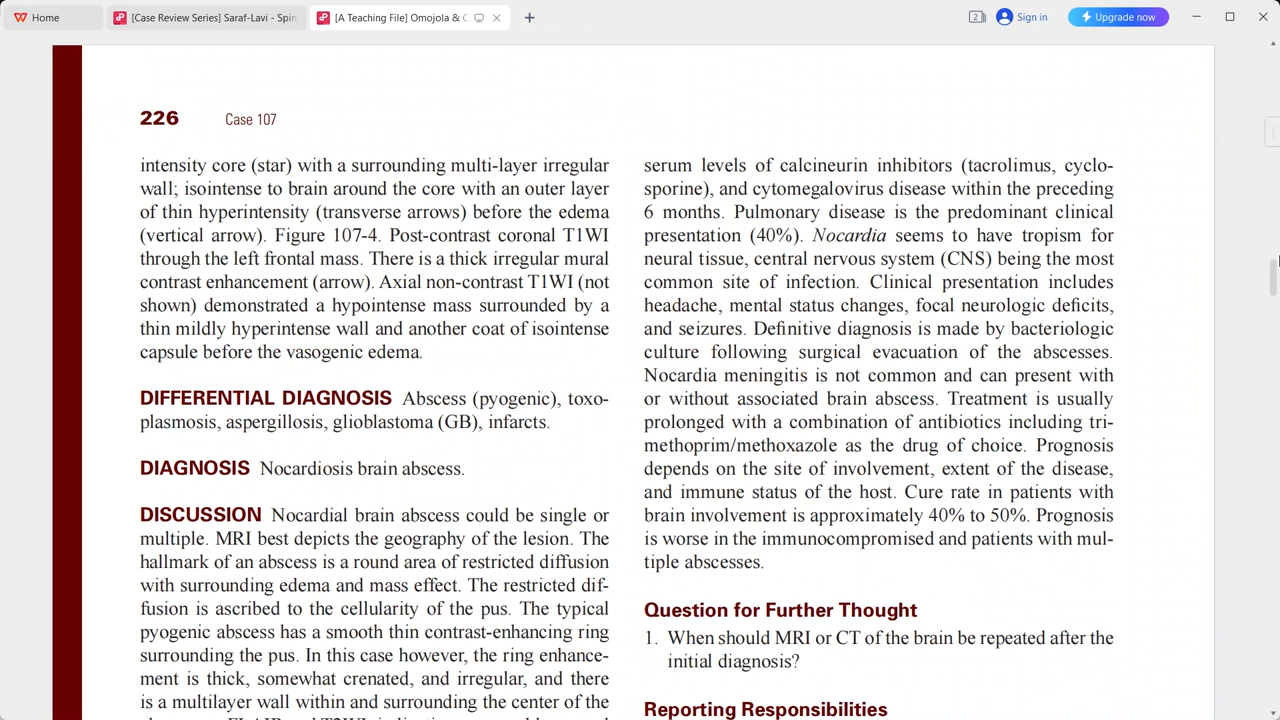 Home
[Case Review Series] Saraf-Lavi - Spin
[A Teaching File] Omojola & C
2
Sign in
Upgrade now
226 Case 107
intensity core (star) with a surrounding multi-layer irregular
wall; isointense to brain around the core with an outer layer
of thin hyperintensity (transverse arrows) before the edema
(vertical arrow). Figure 107-4. Post-contrast coronal T1WI
through the left frontal mass. There is a thick irregular mural
contrast enhancement (arrow). Axial non-contrast T1WI (not
shown) demonstrated a hypointense mass surrounded by a
thin mildly hyperintense wall and another coat of isointense
capsule before the vasogenic edema.
DIFFERENTIAL DIAGNOSIS Abscess (pyogenic), toxo-
plasmosis, aspergillosis, glioblastoma (GB), infarcts.
DIAGNOSIS Nocardiosis brain abscess.
DISCUSSION Nocardial brain abscess could be single or
multiple. MRI best depicts the geography of the lesion. The
hallmark of an abscess is a round area of restricted diffusion
with surrounding edema and mass effect. The restricted dif-
fusion is ascribed to the cellularity of the pus. The typical
pyogenic abscess has a smooth thin contrast-enhancing ring
surrounding the pus. In this case however, the ring enhance-
ment is thick, somewhat crenated, and irregular, and there
is a multilayer wall within and surrounding the center of the
serum levels of calcineurin inhibitors (tacrolimus, cyclo-
sporine), and cytomegalovirus disease within the preceding
6 months. Pulmonary disease is the predominant clinical
presentation (40%). Nocardia seems to have tropism for
neural tissue, central nervous system (CNS) being the most
common site of infection. Clinical presentation includes
headache, mental status changes, focal neurologic deficits,
and seizures. Definitive diagnosis is made by bacteriologic
culture following surgical evacuation of the abscesses.
Nocardia meningitis is not common and can present with
or without associated brain abscess. Treatment is usually
prolonged with a combination of antibiotics including tri-
methoprim/methoxazole as the drug of choice. Prognosis
depends on the site of involvement, extent of the disease,
and immune status of the host. Cure rate in patients with
brain involvement is approximately 40% to 50%. Prognosis
is worse in the immunocompromised and patients with mul-
tiple abscesses.
Question for Further Thought
1. When should MRI or CT of the brain be repeated after the
initial diagnosis?
Reporting Responsibilities